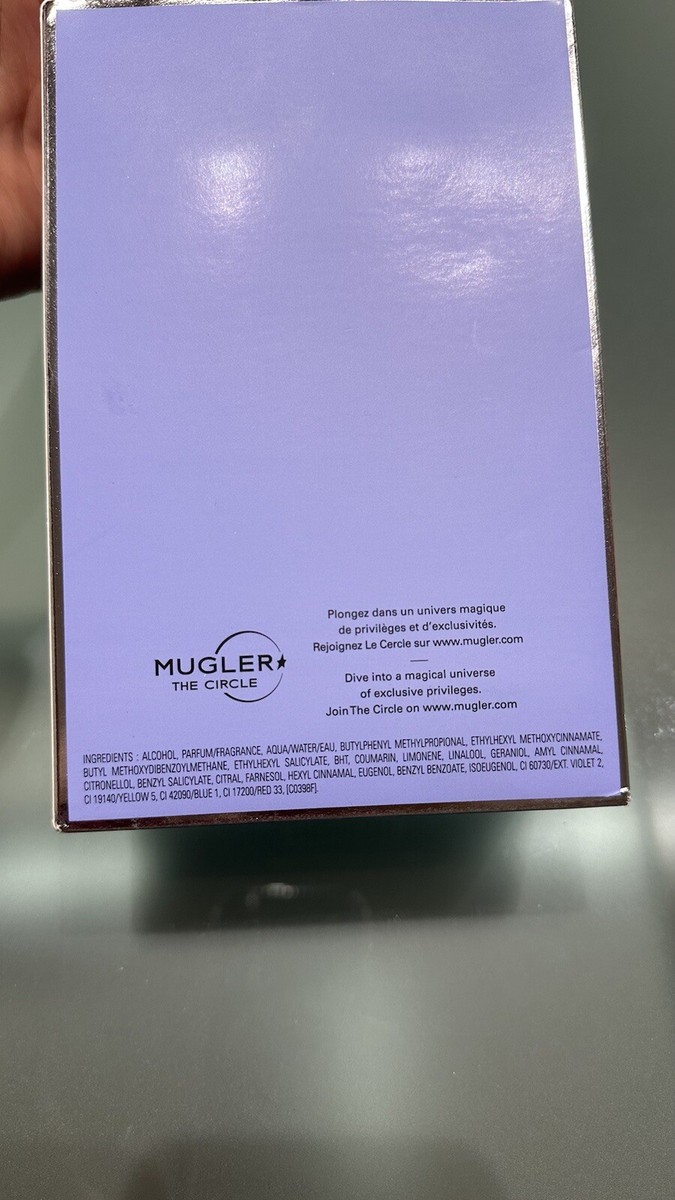 MUGLER
THE CIRCLE
Plongez dans un univers magique
de privilèges et d'exclusivités.
Rejoignez Le Cercle sur www.mugler.com
Dive into a magical universe
of exclusive privileges.
Join The Circle on www.mugler.com
INGREDIENTS : ALCOHOL, PARFUM/FRAGRANCE, AQUA/WATER/EAU, BUTYLPHENYL METHYLPROPIONAL, ETHYLHEXYL METHOXYCINNAMATE,
BUTYL METHOXYDIBENZOYLMETHANE, ETHYLHEXYL SALICYLATE, BHT, COUMARIN, LIMONENE, LINALOOL, GERANIOL, AMYL CINNAMAL,
CITRONELLOL, BENZYL SALICYLATE, CITRAL, FARNESOL, HEXYL CINNAMAL, EUGENOL, BENZYL BENZOATE, ISOEUGENOL, CI 60730/EXT. VIOLET 2,
CI 19140/YELLOW 5, CI 42090/BLUE 1, CI 17200/RED 33, [C0398F].